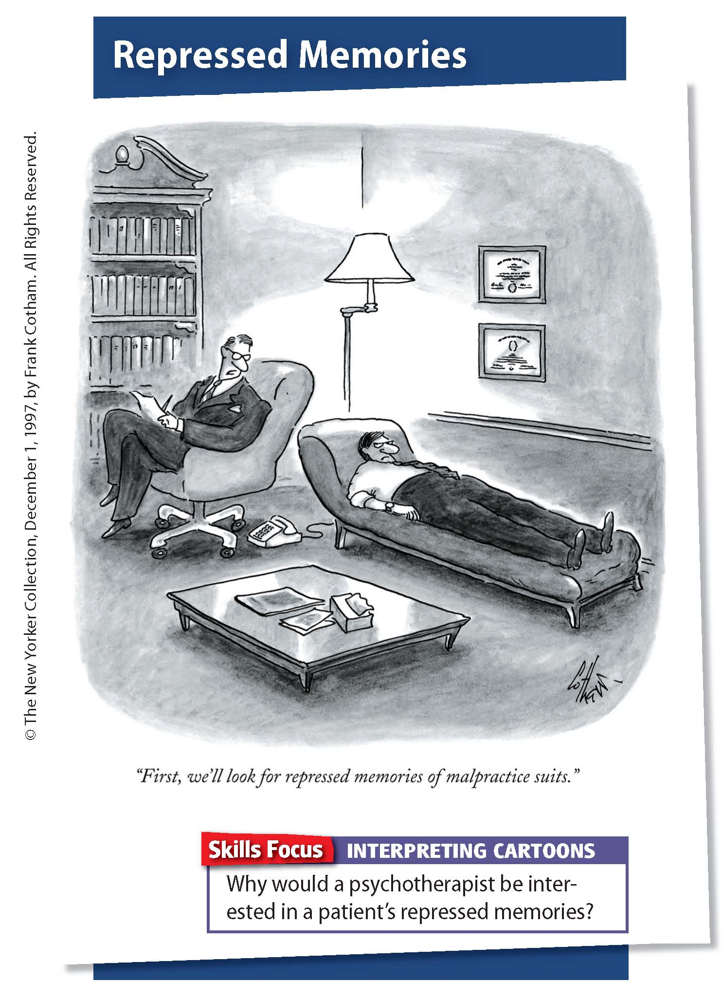 Repressed Memories
© The New Yorker Collection, December 1, 1997, by Frank Cotham. All Rights Reserved.
Cotham
“First, we’ll look for repressed memories of malpractice suits.”
Skills Focus INTERPRETING CARTOONS
Why would a psychotherapist be inter-
ested in a patient’s repressed memories?